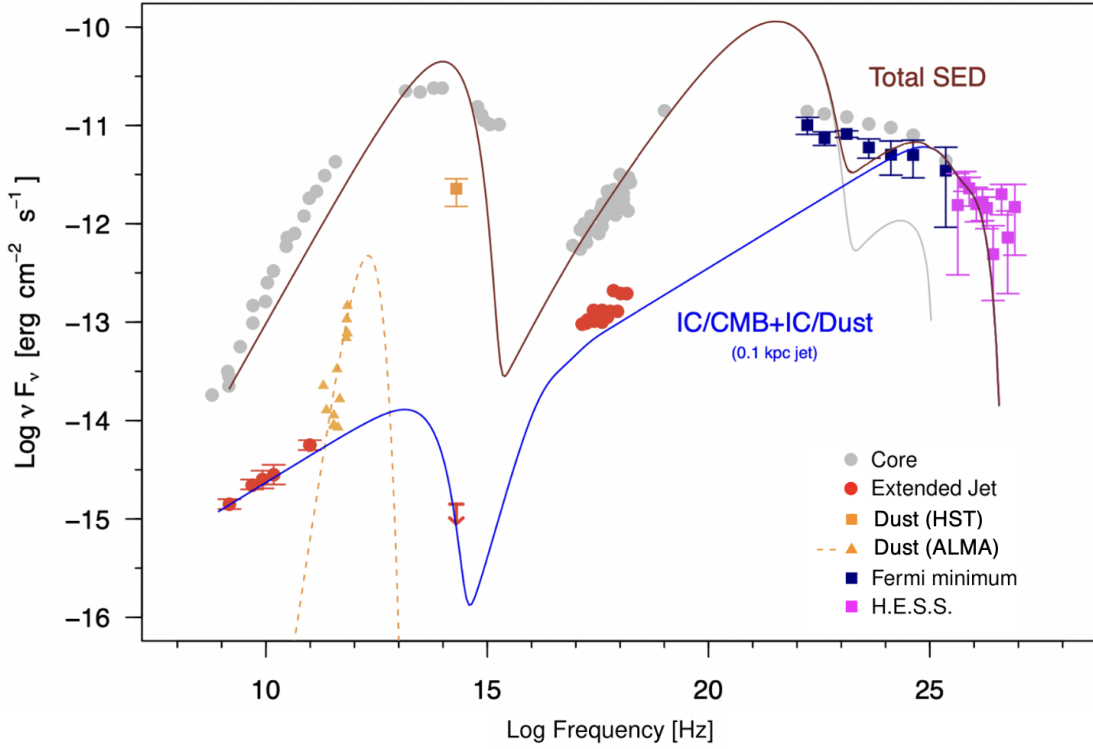 −10
−11
−12
−13
−14
−15
−16
Log ν Fν [erg cm−2 s−1]
Total SED
IC/CMB+IC/Dust
(0.1 kpc jet)
Core
Extended Jet
Dust (HST)
Dust (ALMA)
Fermi minimum
H.E.S.S.
10 15 20 25
Log Frequency [Hz]